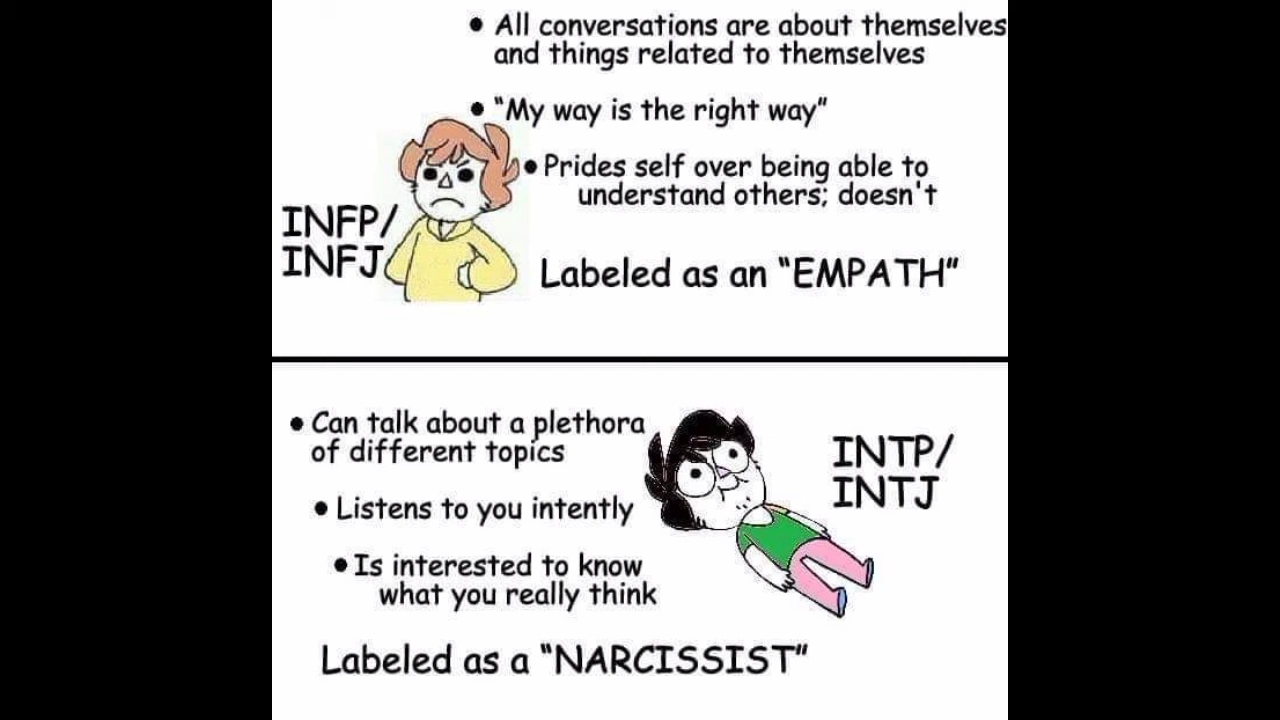 • All conversations are about themselves
and things related to themselves
• "My way is the right way"
• Prides self over being able to
understand others; doesn't
INFP/
INFJ
Labeled as an "EMPATH"
• Can talk about a plethora
of different topics
INTP/
INTJ
• Listens to you intently
• Is interested to know
what you really think
Labeled as a "NARCISSIST"